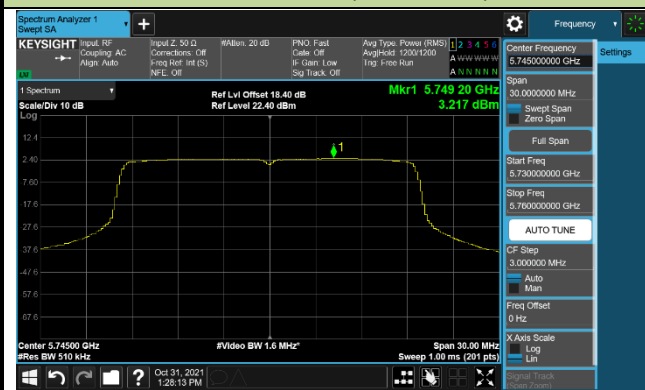 Spectrum Analyzer 1
Swept SA
+
Frequency
KEYSIGHT
Input: RF
Coupling: AC
Align: Auto
Input Z: 50 Ω
Corrections: Off
Freq Ref: Int (S)
NFE: Off
#Atten: 20 dB
PNO: Fast
Gate: Off
IF Gain: Low
Sig Track: Off
Avg Type: Power (RMS)
Avg|Hold: 1200/1200
Trig: Free Run
1 2 3 4 5 6
A W W W W W
A N N N N N
LXI
1 Spectrum
Scale/Div 10 dB
Log
Ref Lvl Offset 18.40 dB
Ref Level 22.40 dBm
Mkr1 5.749 20 GHz
3.217 dBm
12.4
2.40
-7.60
-17.6
-27.6
-37.6
-47.6
-57.6
-67.6
1
Center 5.74500 GHz
#Res BW 510 kHz
#Video BW 1.6 MHz*
Span 30.00 MHz
Sweep 1.00 ms (201 pts)
Center Frequency
5.745000000 GHz
Settings
Span
30.0000000 MHz
Swept Span
Zero Span
Full Span
Start Freq
5.730000000 GHz
Stop Freq
5.760000000 GHz
AUTO TUNE
CF Step
3.000000 MHz
Auto
Man
Freq Offset
0 Hz
X Axis Scale
Log
Lin
Signal Track
(Span Zoom)
?
Oct 31, 2021
1:28:13 PM